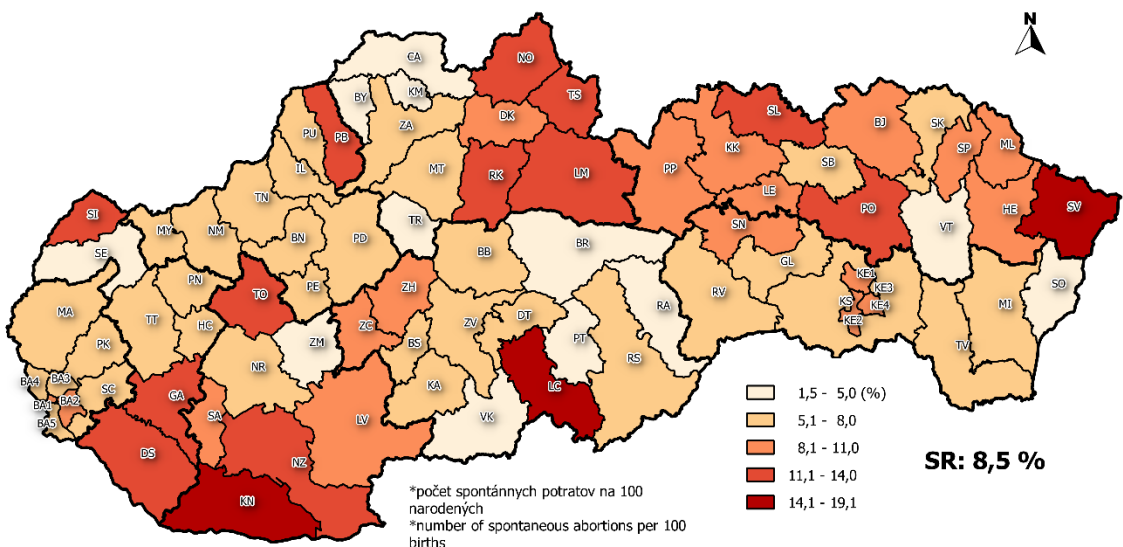 N
CA
NO
KM
BY
TS
SL
BJ
SK
DK
PU
PB
ZA
ML
SP
KK
SB
PP
IL
MT
RK
LM
LE
TN
PO
HE
SV
SI
TR
SN
VT
MY
NM
BN
PD
BR
SE
BB
GL
KE1
SO
PN
PE
ZH
RV
KE3
MI
TO
RA
KS
KE4
MA
TT
HC
ZC
ZV
DT
KE2
PK
ZM
BS
PT
TV
NR
RS
BA4
BA3
SC
KA
LC
GA
BA1
BA2
SA
LV
VK
BA5
DS
NZ
KN
1,5 - 5,0 (%)
5,1 - 8,0
8,1 - 11,0
11,1 - 14,0
14,1 - 19,1
SR: 8,5 %
*počet spontánnych potratov na 100
narodených
*number of spontaneous abortions per 100
births